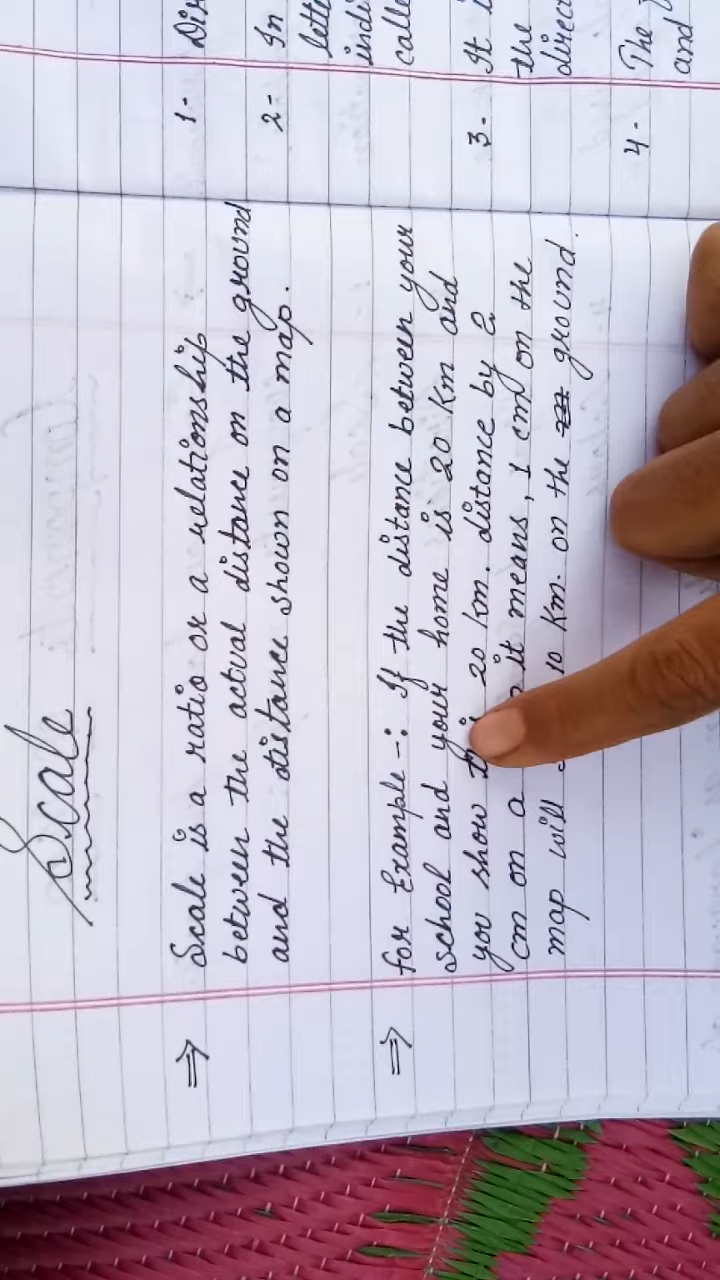 Scale
⇒ Scale is a ratio or a relationship
between the actual distance on the ground
and the distance shown on a map.
⇒ for Example -: If the distance between your
school and your home is 20 Km and
you show 20 km. distance by 2
cm on a it means, 1 cm on the
map will 10 Km. on the ground.
1-
2- In
3- It
the
4- The
and